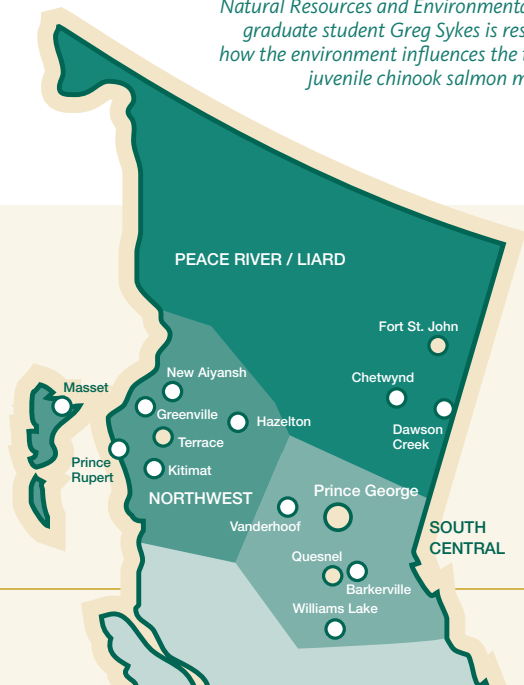 Natural Resources and
graduate student Greg Sykes is
how the environment influences the
juvenile chinook salmon
PEACE RIVER / LIARD
Fort St. John
Chetwynd
Dawson
Creek
New Aiyansh
Masset
Greenville
Hazelton
Terrace
Prince
Rupert
Kitimat
NORTHWEST
Prince George
Vanderhoof
SOUTH
CENTRAL
Quesnel
Barkerville
Williams Lake